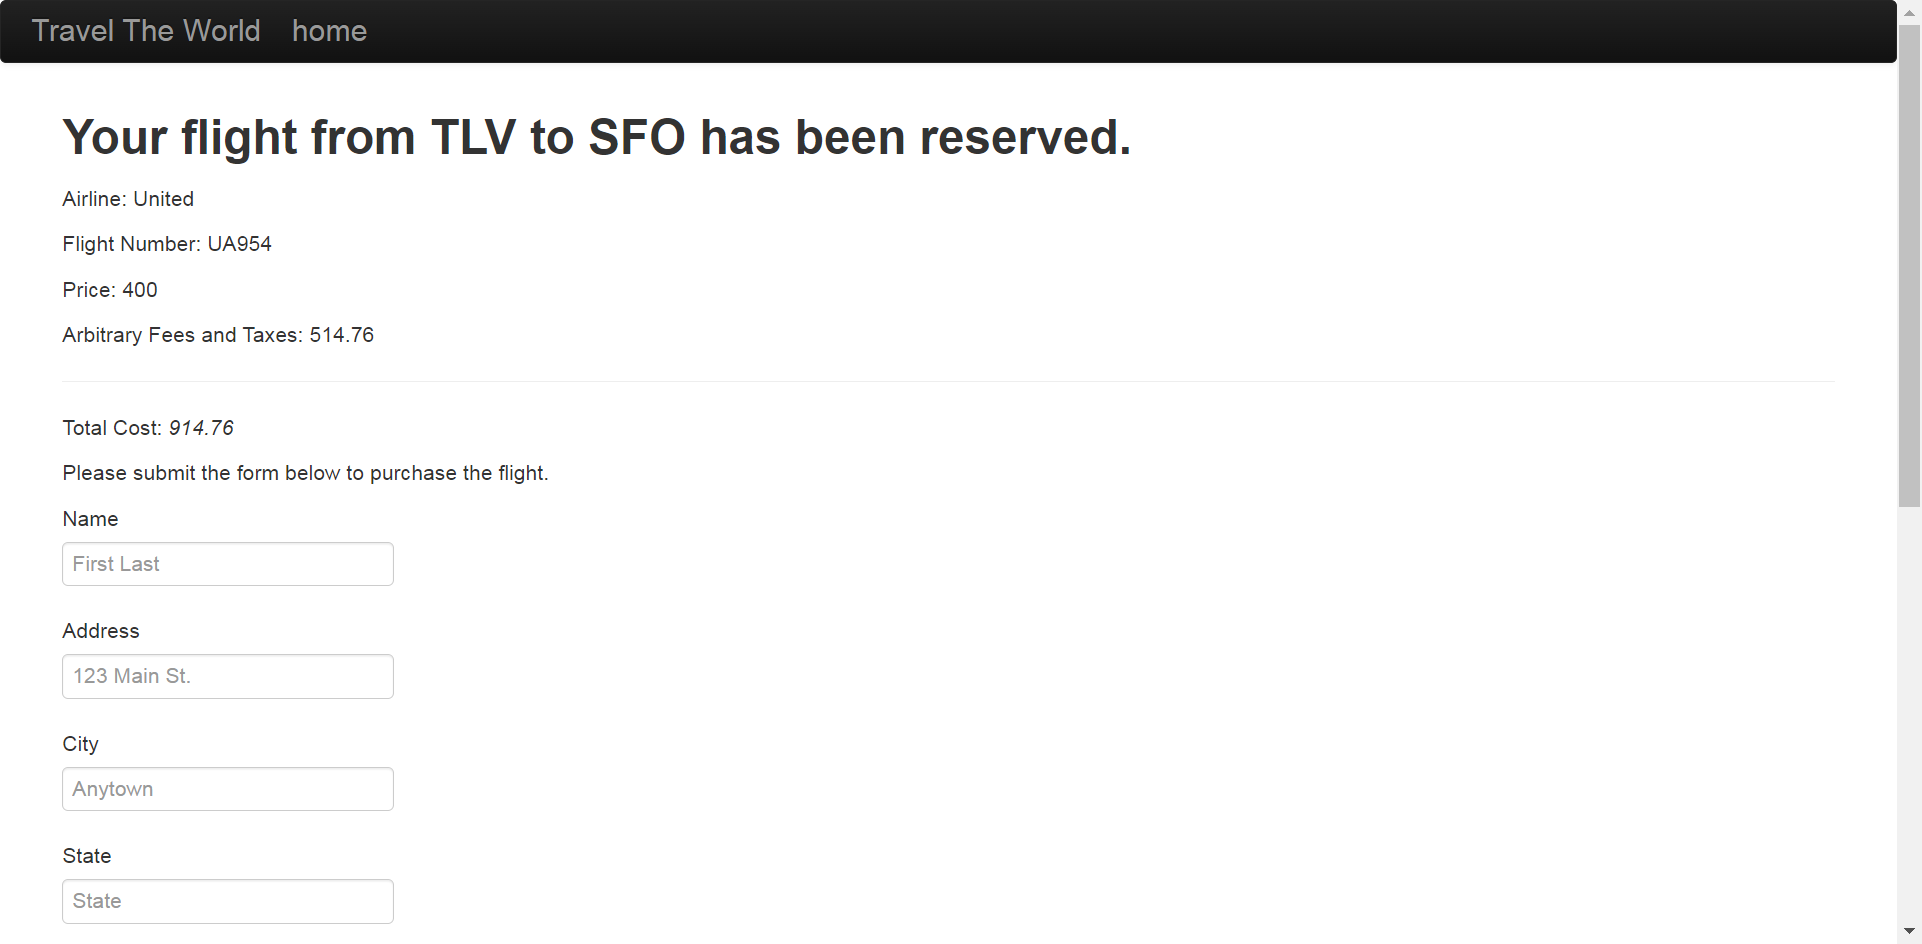 Travel The World home
Your flight from TLV to SFO has been reserved.
Airline: United
Flight Number: UA954
Price: 400
Arbitrary Fees and Taxes: 514.76
Total Cost: 914.76
Please submit the form below to purchase the flight.
Name
First Last
Address
123 Main St.
City
Anytown
State
State